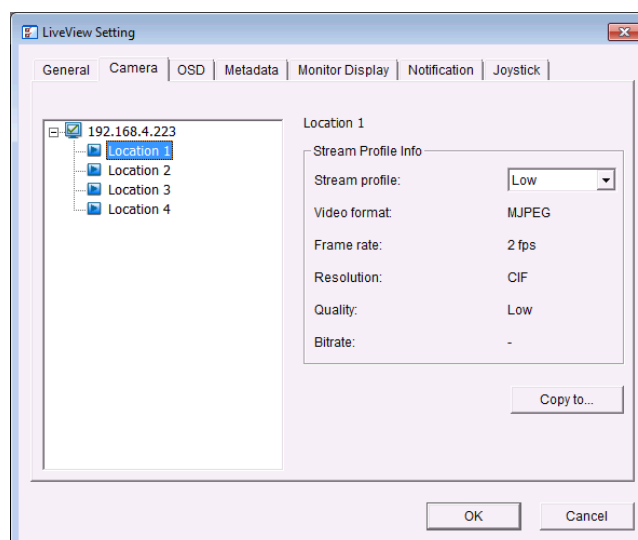 LiveView Setting
General Camera OSD Metadata Monitor Display Notification Joystick
192.168.4.223
Location 1
Location 2
Location 3
Location 4
Location 1
Stream Profile Info
Stream profile: Low
Video format: MJPEG
Frame rate: 2 fps
Resolution: CIF
Quality: Low
Bitrate: -
Copy to...
OK Cancel